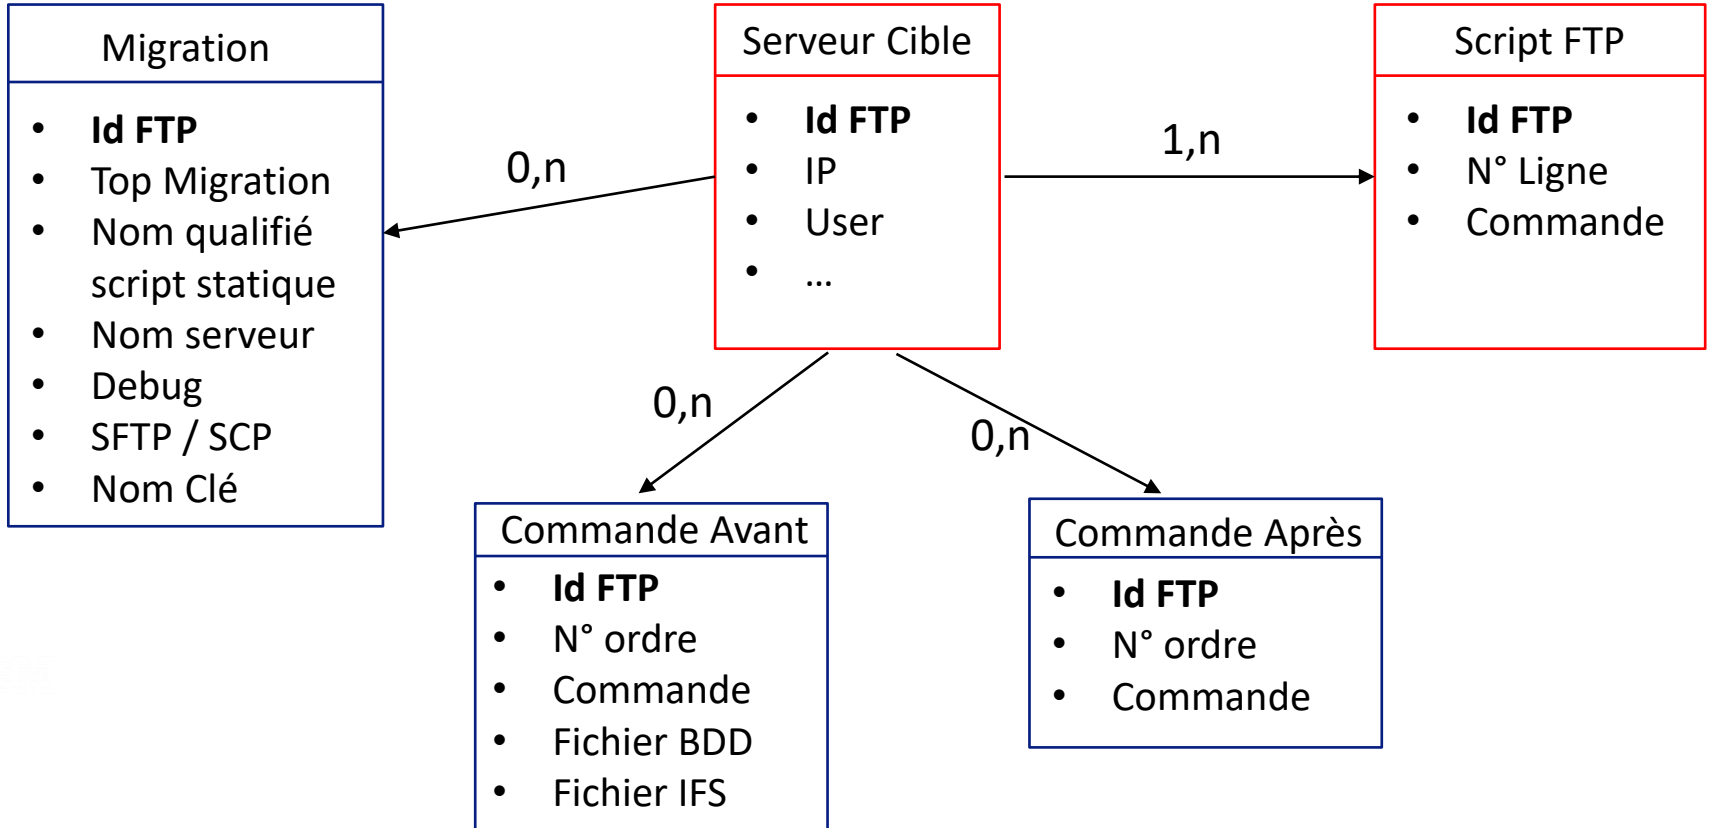 Migration
• Id FTP
• Top Migration
• Nom qualifié
script statique
• Nom serveur
• Debug
• SFTP / SCP
• Nom Clé
0,n
Serveur Cible
• Id FTP
• IP
• User
• ...
1,n
Script FTP
• Id FTP
• N° Ligne
• Commande
0,n
0,n
Commande Avant
• Id FTP
• N° ordre
• Commande
• Fichier BDD
• Fichier IFS
Commande Après
• Id FTP
• N° ordre
• Commande